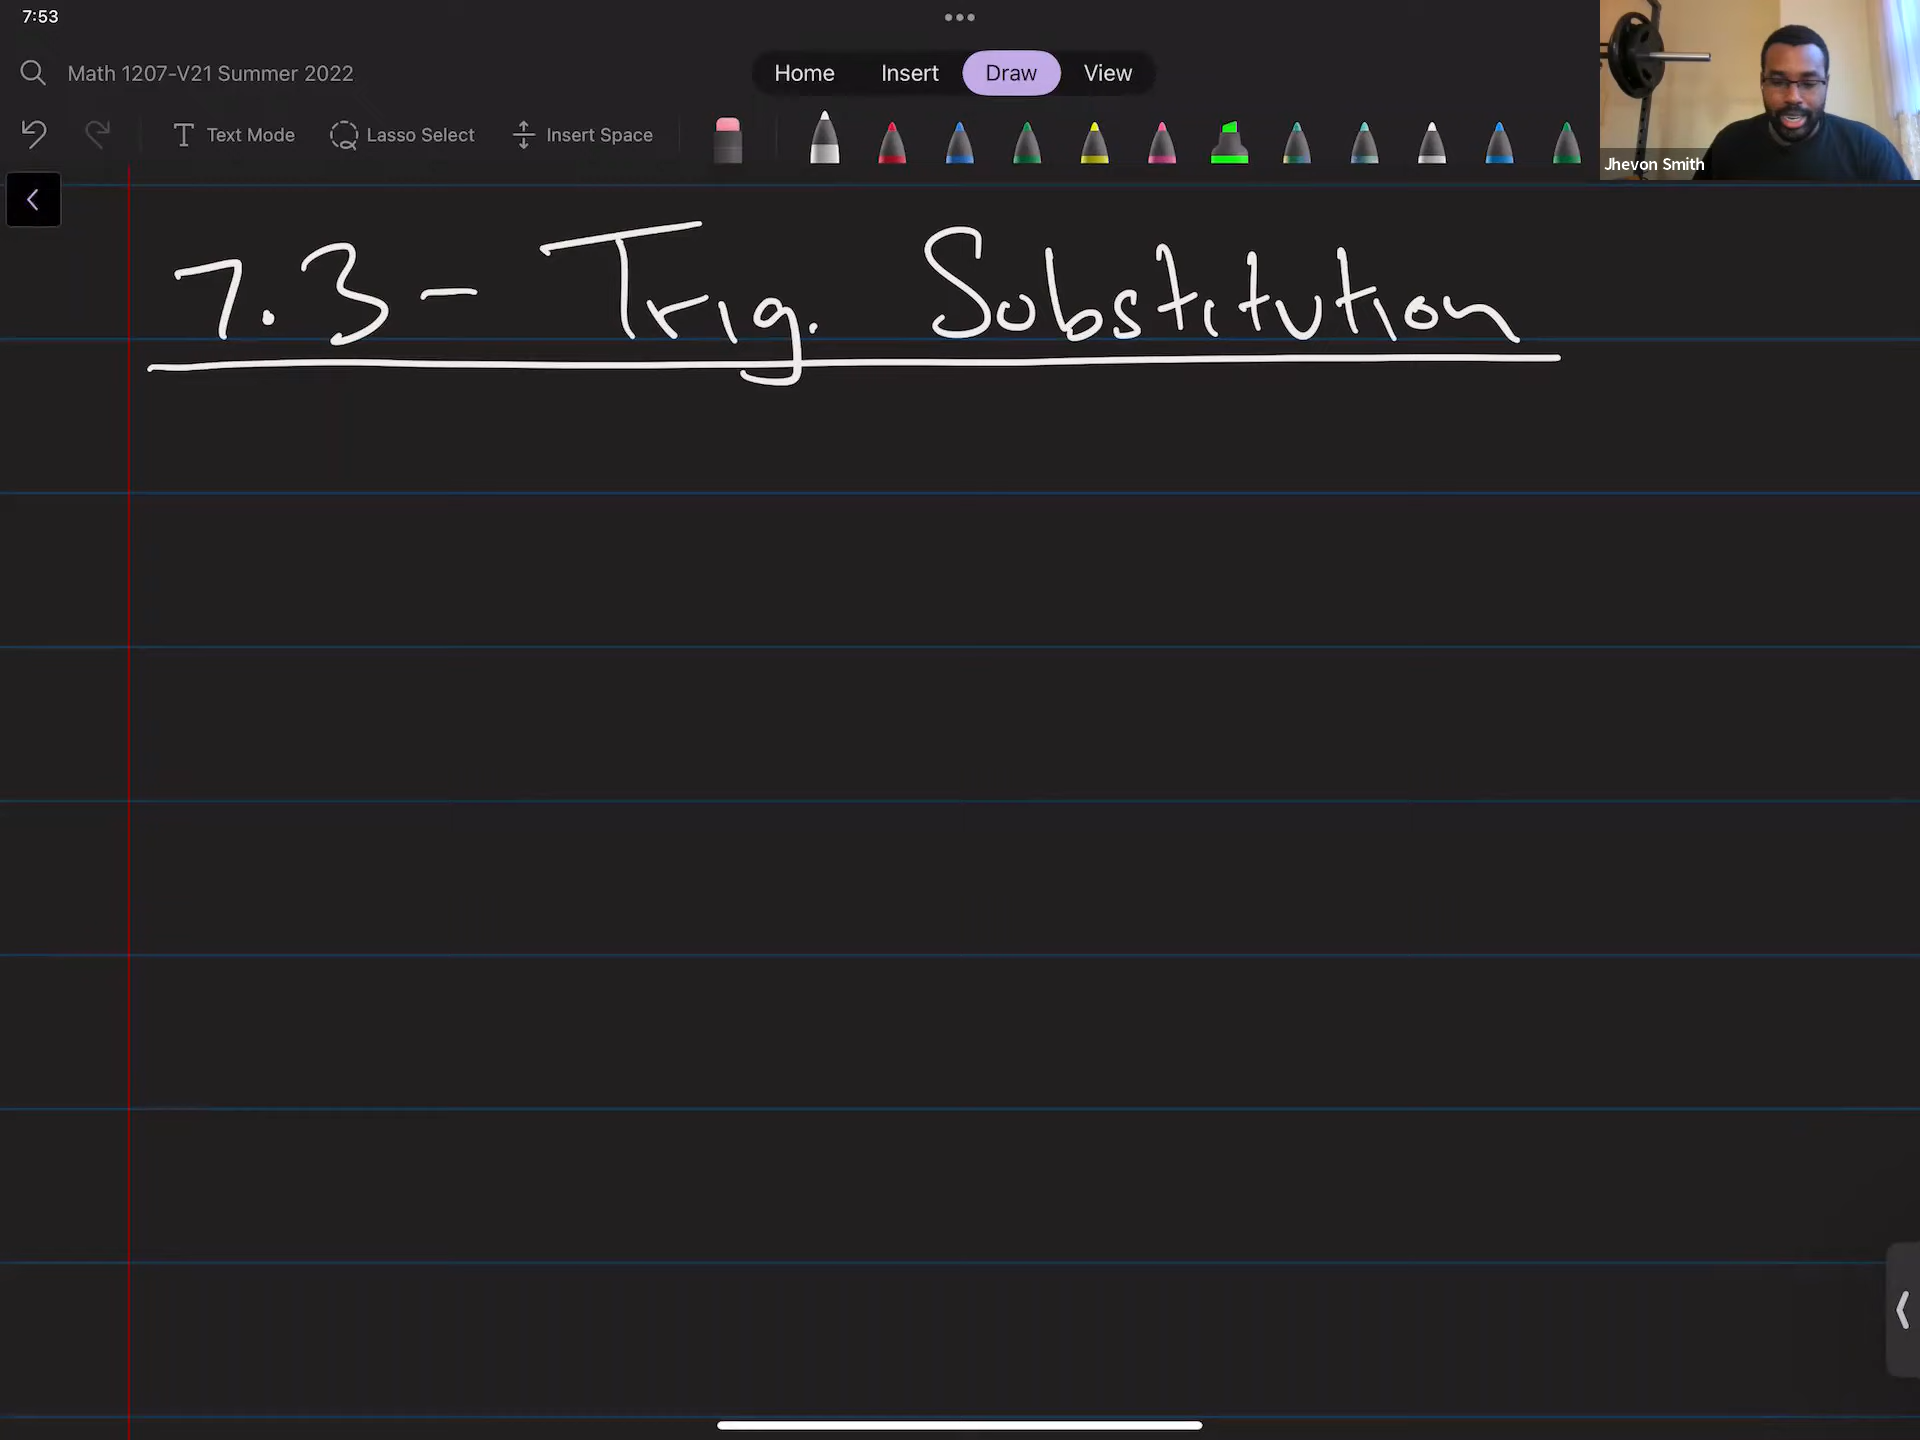 7:53
Math 1207-V21 Summer 2022
Home Insert Draw View
Text Mode Lasso Select Insert Space
Jhevon Smith
7.3 - Trig. Substitution